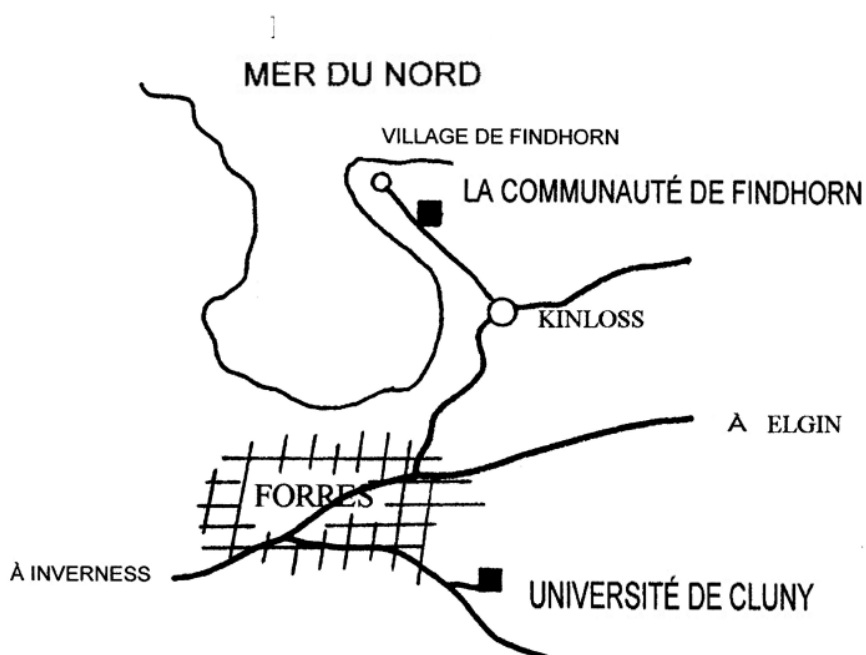 MER DU NORD
VILLAGE DE FINDHORN
LA COMMUNAUTÉ DE FINDHORN
KINLOSS
À ELGIN
FORRES
À INVERNESS
UNIVERSITÉ DE CLUNY